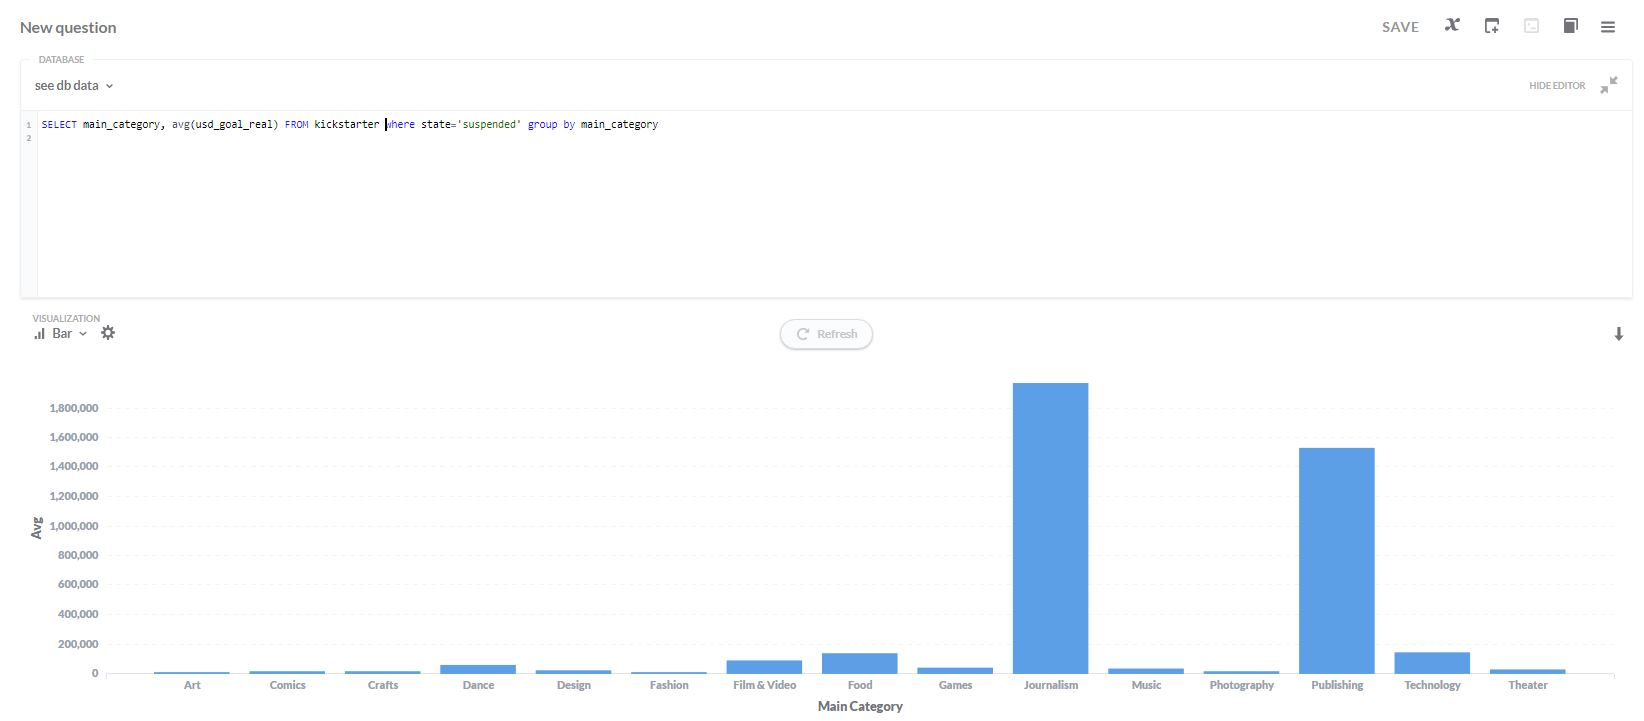 New question
SAVE
DATABASE
see db data
HIDE EDITOR
1 SELECT main_category, avg(usd_goal_real) FROM kickstarter where state='suspended' group by main_category
2
VISUALIZATION
Bar
Refresh
1,800,000
1,600,000
1,400,000
1,200,000
1,000,000
800,000
600,000
400,000
200,000
0
Avg
Art Comics Crafts Dance Design Fashion Film & Video Food Games Journalism Music Photography Publishing Technology Theater
Main Category